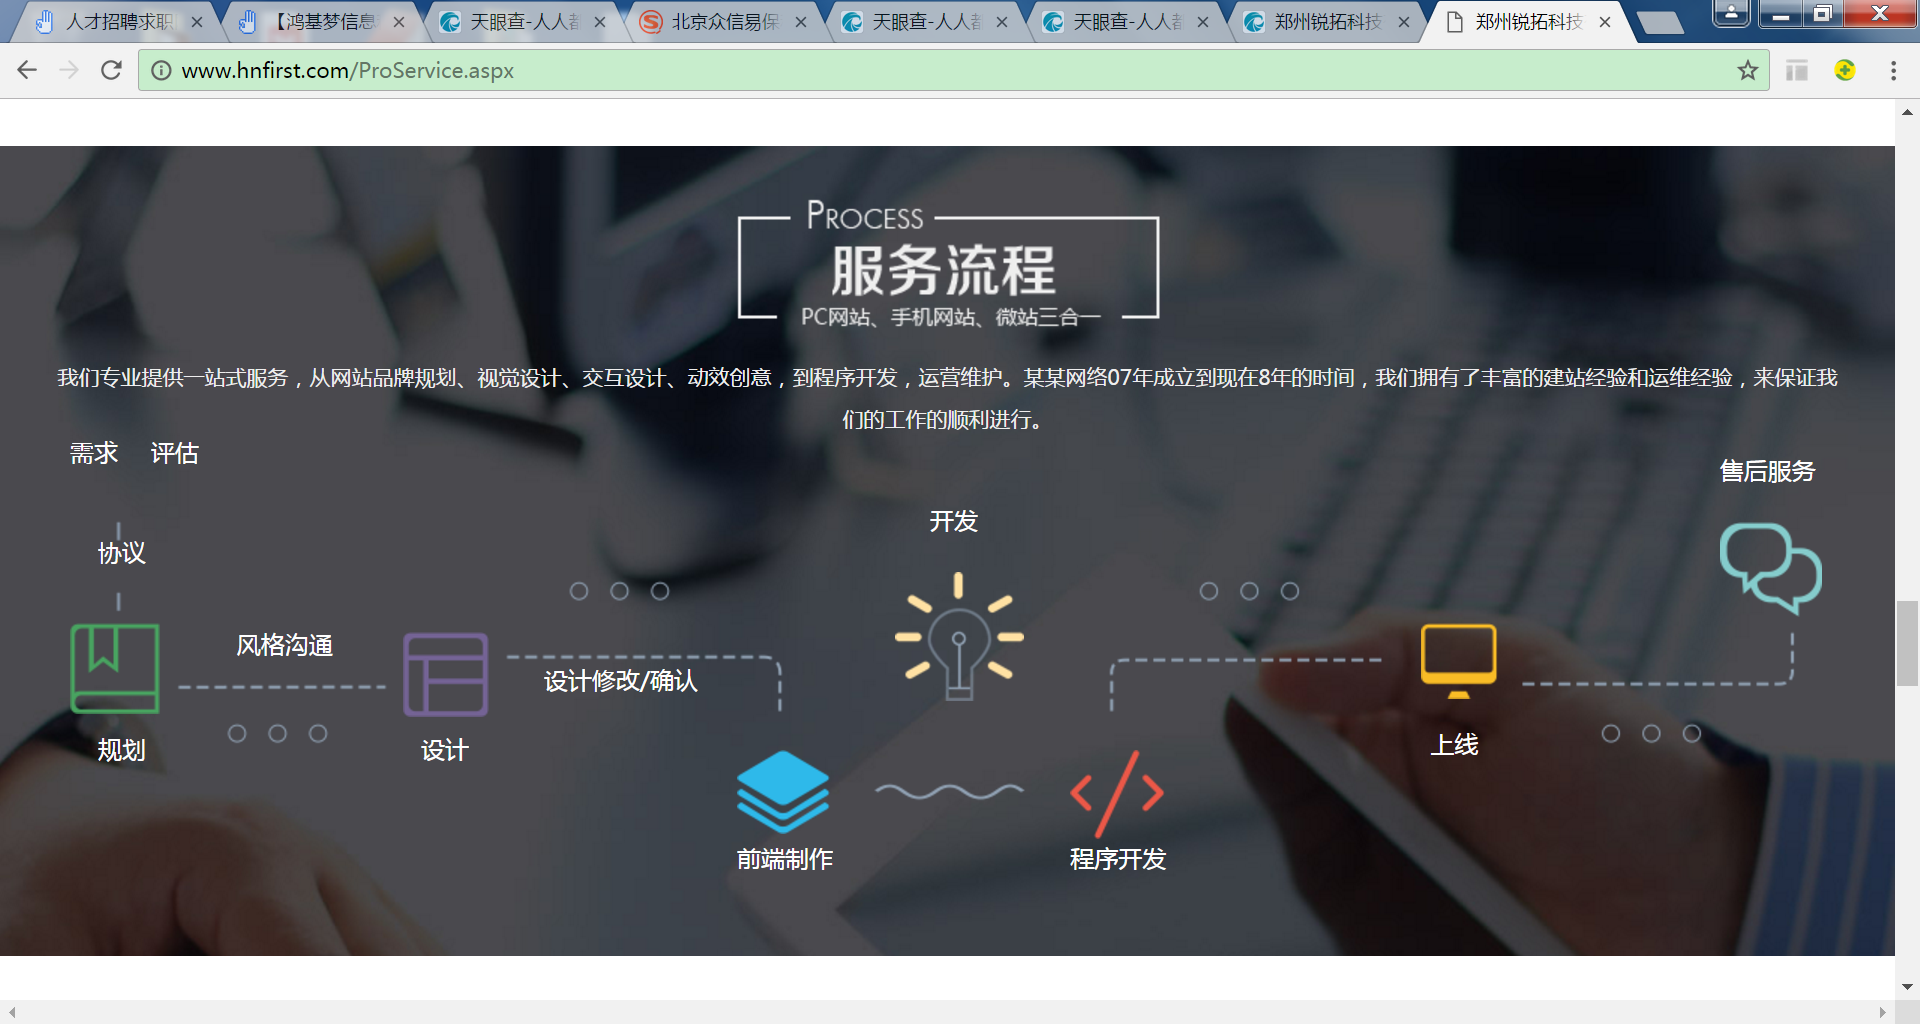 人才招聘求职
【鸿基梦信息
天眼查-人人都
北京众信易保
天眼查-人人都
天眼查-人人都
郑州锐拓科技
郑州锐拓科技
www.hnfirst.com/ProService.aspx
PROCESS
服务流程
PC网站、手机网站、微站三合一
我们专业提供一站式服务，从网站品牌规划、视觉设计、交互设计、动效创意，到程序开发，运营维护。某某网络07年成立到现在8年的时间，我们拥有了丰富的建站经验和运维经验，来保证我
们的工作的顺利进行。
需求 评估
售后服务
开发
协议
风格沟通
设计修改/确认
规划
设计
上线
前端制作
程序开发